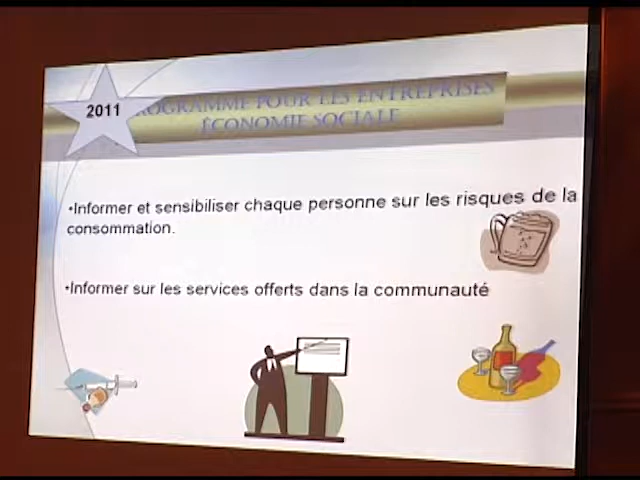 2011
PROGRAMME POUR LES ENTREPRISES
ÉCONOMIE SOCIALE
•Informer et sensibiliser chaque personne sur les risques de la
consommation.
•Informer sur les services offerts dans la communauté